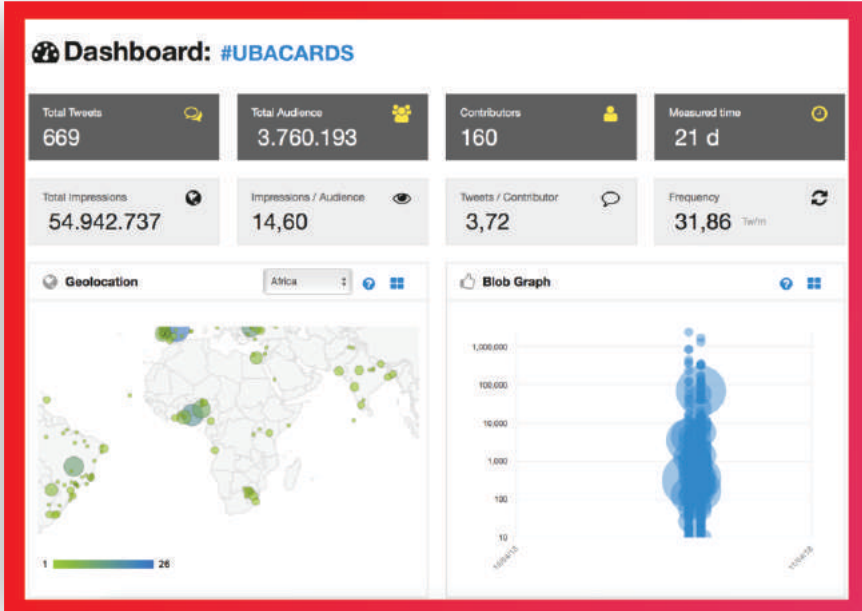 Dashboard: #UBACARDS
Total Tweets
669
Total Audience
3.760.193
Contributors
160
Measured time
21 d
Total Impressions
54.942.737
Impressions / Audience
14,60
Tweets / Contributor
3,72
Frequency
31,86 Tw/m
Geolocation
Africa
?
1
26
Blob Graph
?
1,000,000
100,000
10,000
1,000
100
10